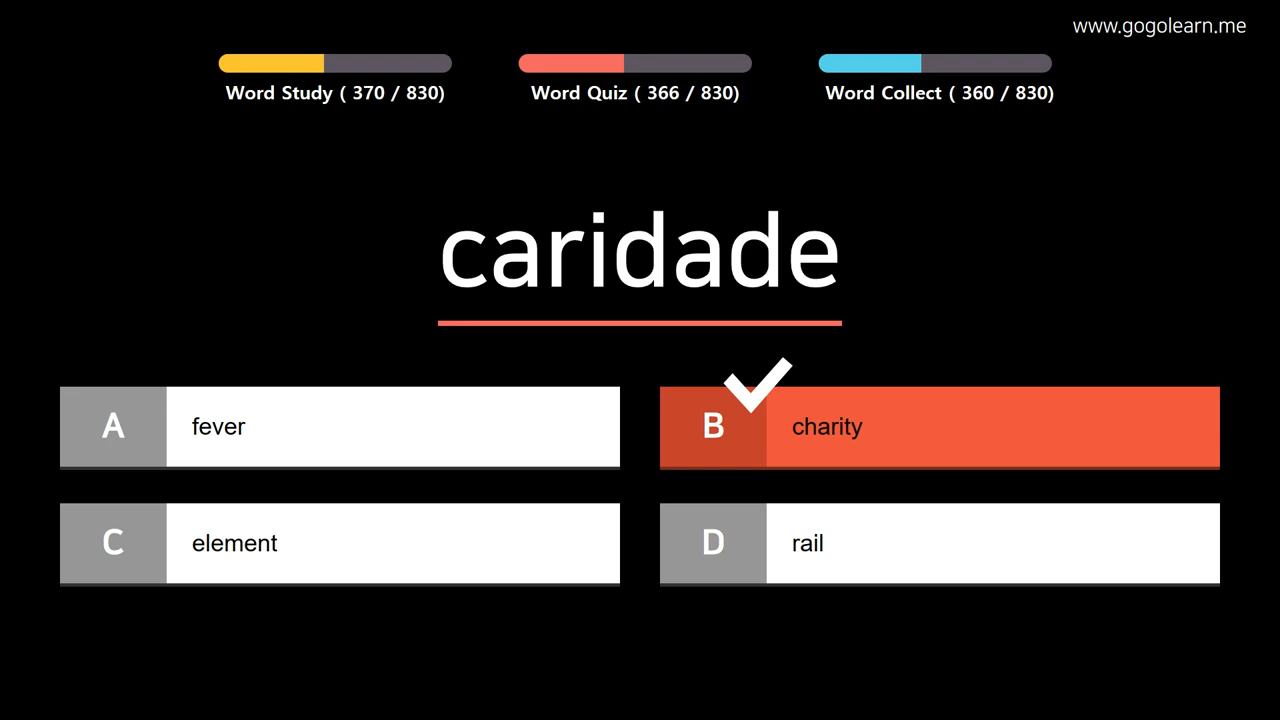 www.gogolearn.me
Word Study ( 370 / 830)
Word Quiz ( 366 / 830)
Word Collect ( 360 / 830)
caridade
A fever
B charity
C element
D rail